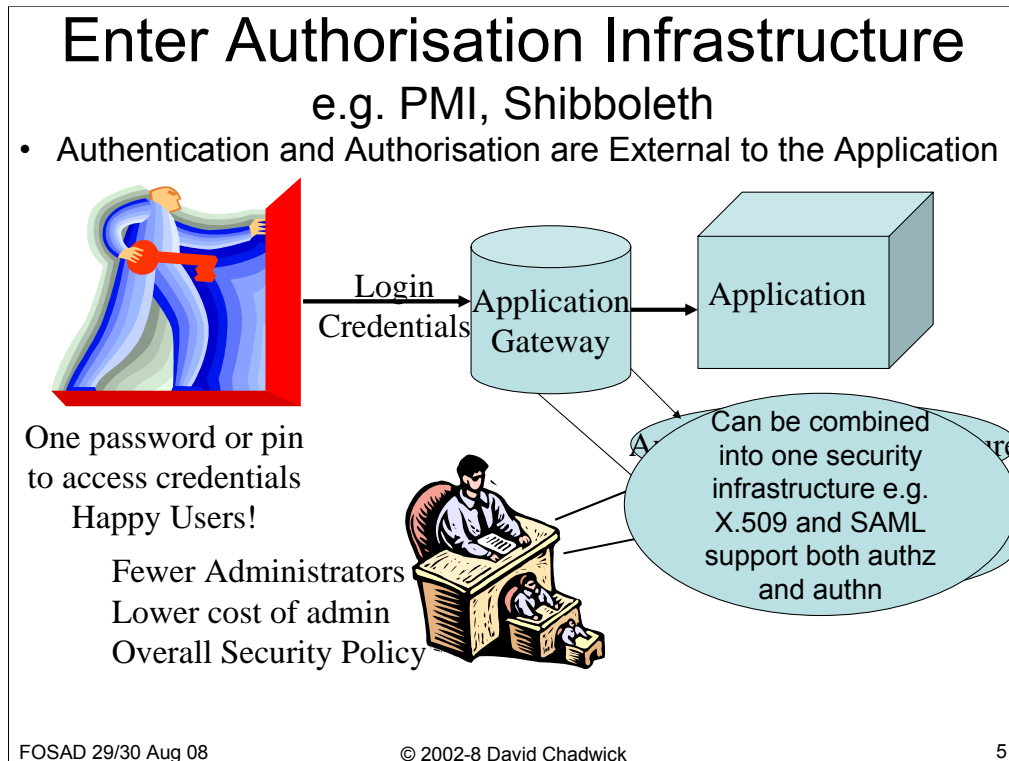 Enter Authorisation Infrastructure
e.g. PMI, Shibboleth
• Authentication and Authorisation are External to the Application
Login
Credentials
Application
Gateway
Application
One password or pin
to access credentials
Happy Users!
Can be combined
into one security
infrastructure e.g.
X.509 and SAML
support both authz
and authn
Fewer Administrators
Lower cost of admin
Overall Security Policy
FOSAD 29/30 Aug 08
© 2002-8 David Chadwick
5